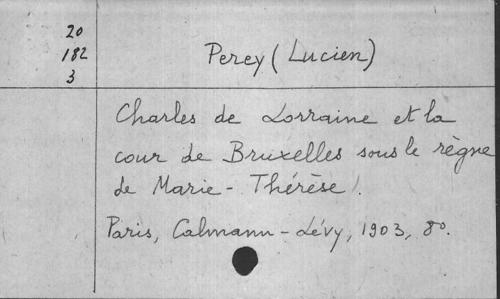 20
182
3
Perey (Lucien)
Charles de Lorraine et la
cour de Bruxelles sous le règne
de Marie-Thérèse.
Paris, Calmann-Lévy, 1903, 8o.